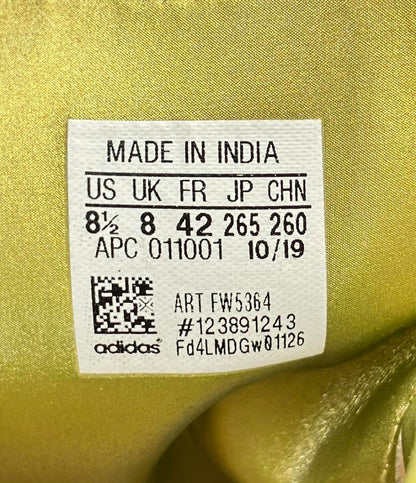 MADE IN INDIA
US UK FR JP CHN
8½ 8 42 265 260
APC 011001 10/19
ART FW5364
#123891243
adidas Fd4LMDGw01126